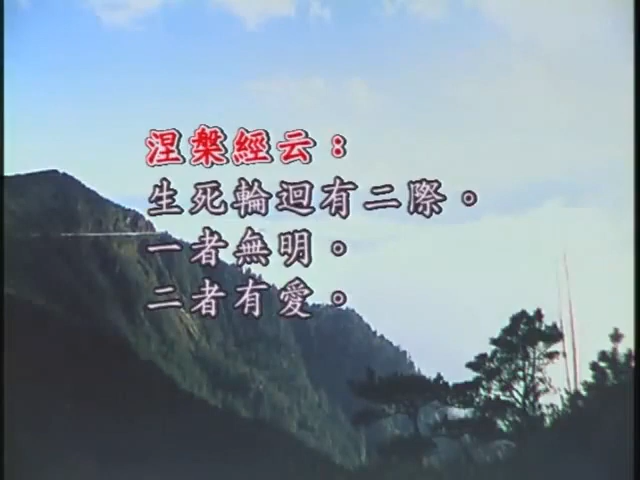 涅槃經云：
生死輪迴有二際。
一者無明。
二者有愛。